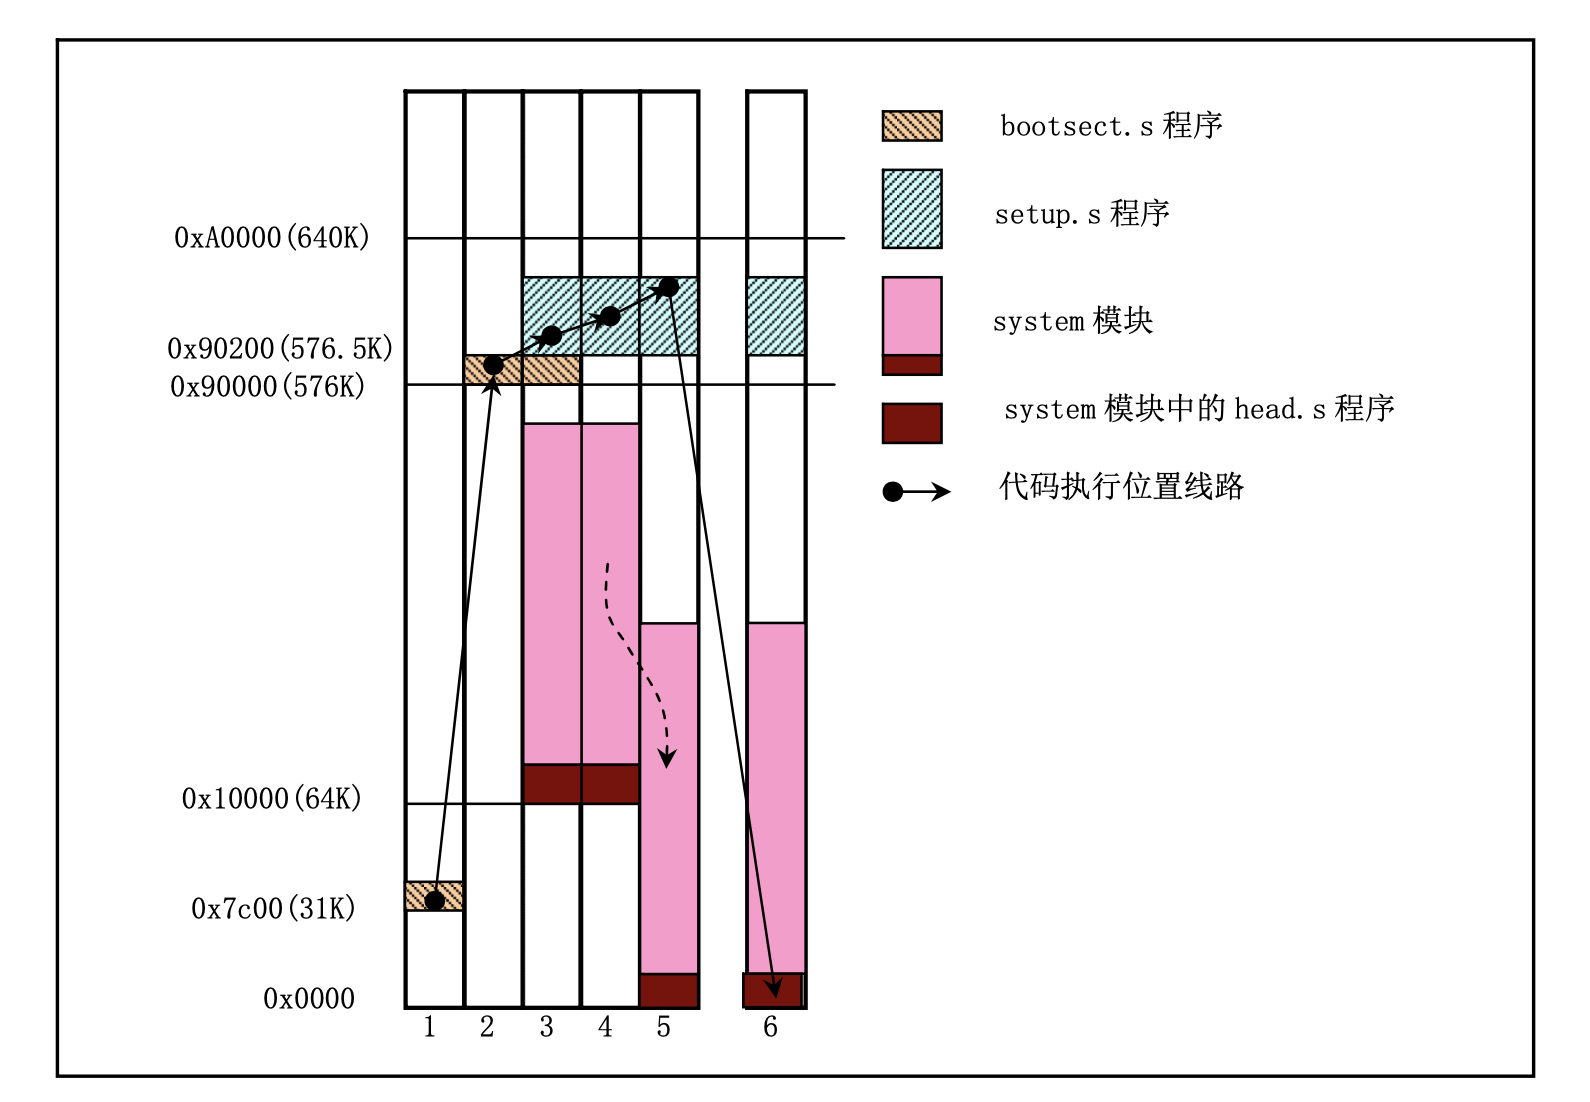 bootsect.s 程序
setup.s 程序
0xA0000(640K)
system 模块
0x90200(576.5K)
0x90000(576K)
system 模块中的 head.s 程序
代码执行位置线路
0x10000(64K)
0x7c00(31K)
0x0000
1 2 3 4 5 6